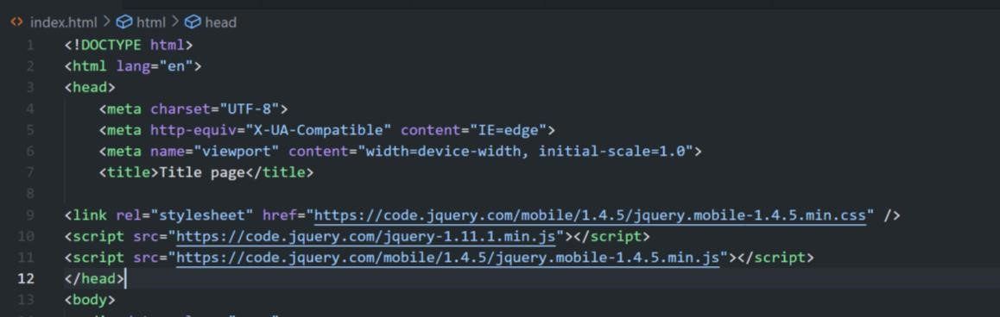 index.html > html > head
1 <!DOCTYPE html>
2 <html lang="en">
3 <head>
4 <meta charset="UTF-8">
5 <meta http-equiv="X-UA-Compatible" content="IE=edge">
6 <meta name="viewport" content="width=device-width, initial-scale=1.0">
7 <title>Title page</title>
8
9 <link rel="stylesheet" href="https://code.jquery.com/mobile/1.4.5/jquery.mobile-1.4.5.min.css" />
10 <script src="https://code.jquery.com/jquery-1.11.1.min.js"></script>
11 <script src="https://code.jquery.com/mobile/1.4.5/jquery.mobile-1.4.5.min.js"></script>
12 </head>
13 <body>